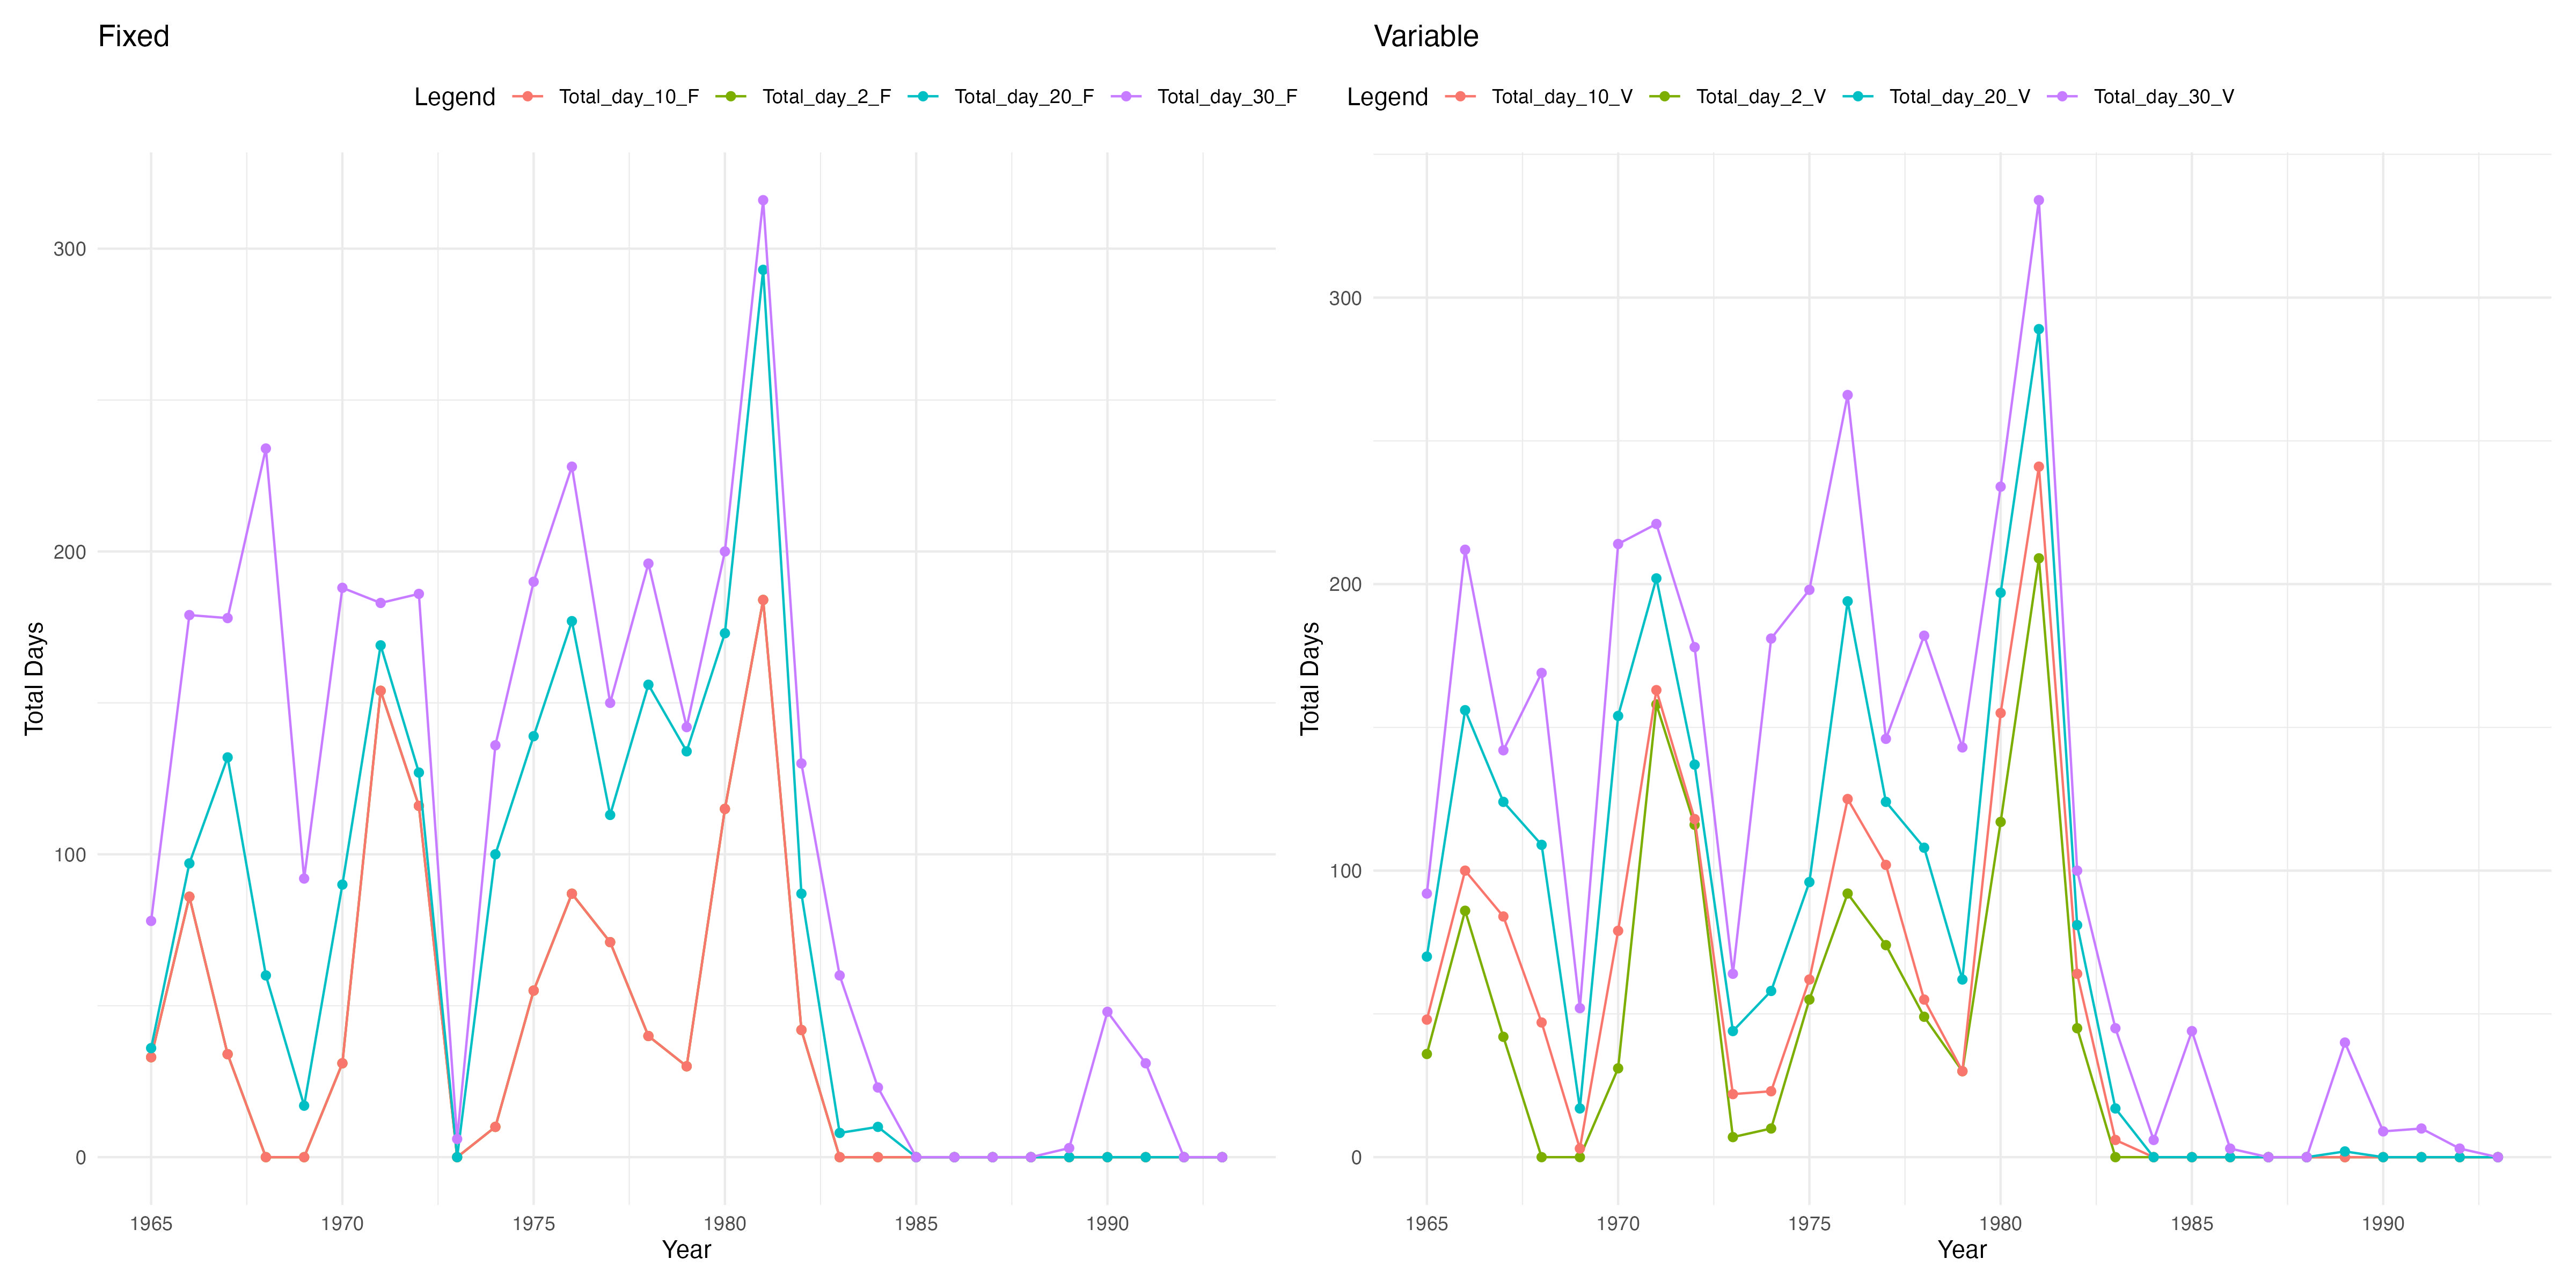 Fixed
Legend Total_day_10_F Total_day_2_F Total_day_20_F Total_day_30_F
300
200
100
0
Total Days
1965 1970 1975 1980 1985 1990
Year
Variable
Legend Total_day_10_V Total_day_2_V Total_day_20_V Total_day_30_V
300
200
100
0
Total Days
1965 1970 1975 1980 1985 1990
Year